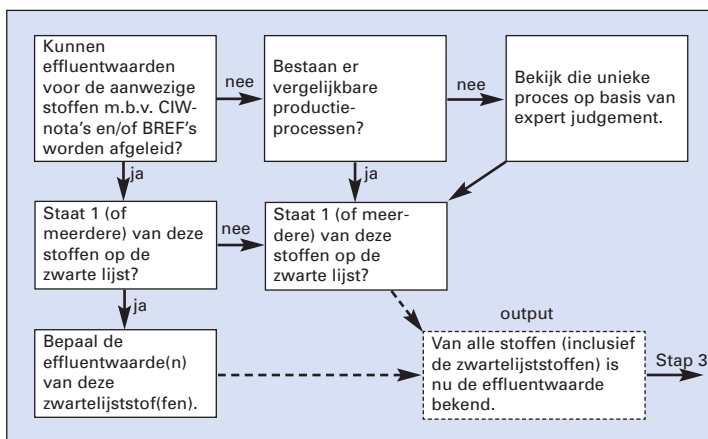 Kunnen
effluentwaarden
voor de aanwezige
stoffen m.b.v. CIW-
nota's en/of BREF's
worden afgeleid?
nee
Bestaan er
vergelijkbare
productie-
processen?
nee
Bekijk die unieke
proces op basis van
expert judgement.
ja
ja
Staat 1 (of
meerdere) van deze
stoffen op de
zwarte lijst?
nee
Staat 1 (of meer-
dere) van deze
stoffen op de
zwarte lijst?
ja
Bepaal de
effluentwaarde(n)
van deze
zwartelijststof(fen).
output
Van alle stoffen (inclusief
de zwartelijststoffen) is
nu de effluentwaarde
bekend.
Stap 3